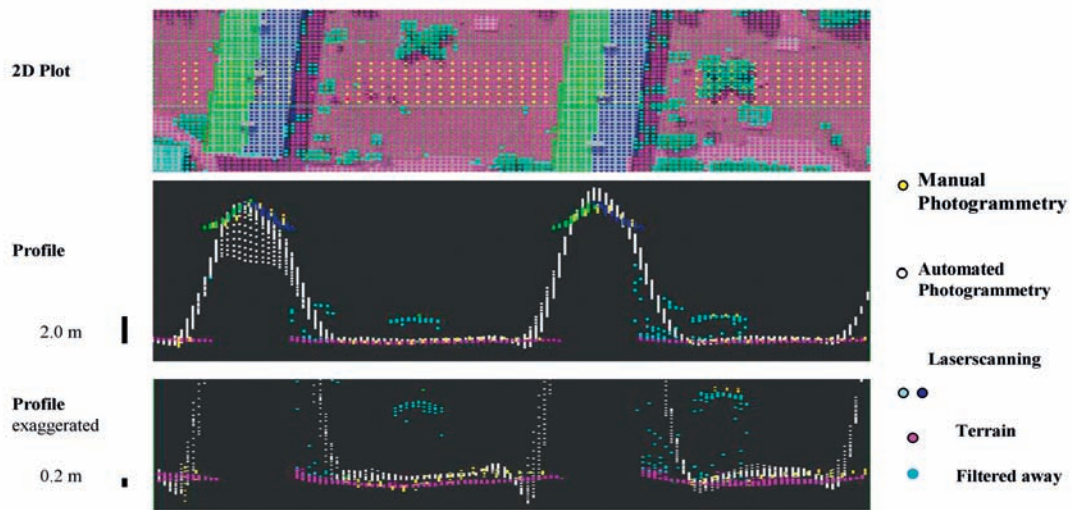 2D Plot
Manual
Photogrammetry
Profile
Automated
Photogrammetry
2.0 m
Laserscanning
Profile
exaggerated
Terrain
0.2 m
Filtered away